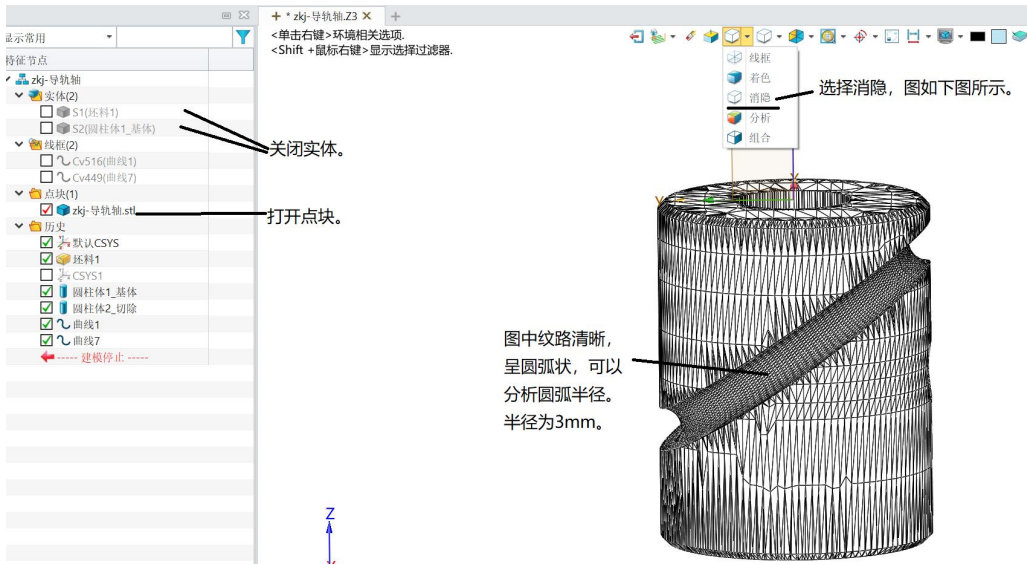 + * zkj-导轨轴.Z3 ✕ +
显示常用
<单击右键>环境相关选项.
<Shift +鼠标右键>显示选择过滤器.
特征节点
zkj-导轨轴
实体(2)
S1(坯料1)
S2(圆柱体1_基体)
线框(2)
Cv516(曲线1)
Cv449(曲线7)
点块(1)
zkj-导轨轴.stl
历史
默认CSYS
坯料1
CSYS1
圆柱体1_基体
圆柱体2_切除
曲线1
曲线7
----- 建模停止 -----
关闭实体。
打开点块。
线框
着色
消隐
分析
组合
选择消隐，图如下图所示。
图中纹路清晰，
呈圆弧状，可以
分析圆弧半径。
半径为3mm。
X
Y
Z